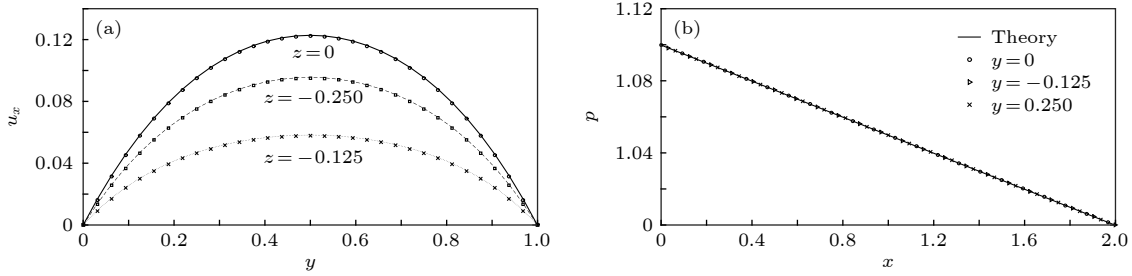 (a)
0.12
0.08
0.04
0
u_x
z=0
z=−0.250
z=−0.125
0 0.2 0.4 0.6 0.8 1.0
y
(b)
1.12
1.08
1.04
0
p
Theory
y=0
y=−0.125
y=0.250
0 0.4 0.8 1.2 1.6 2.0
x